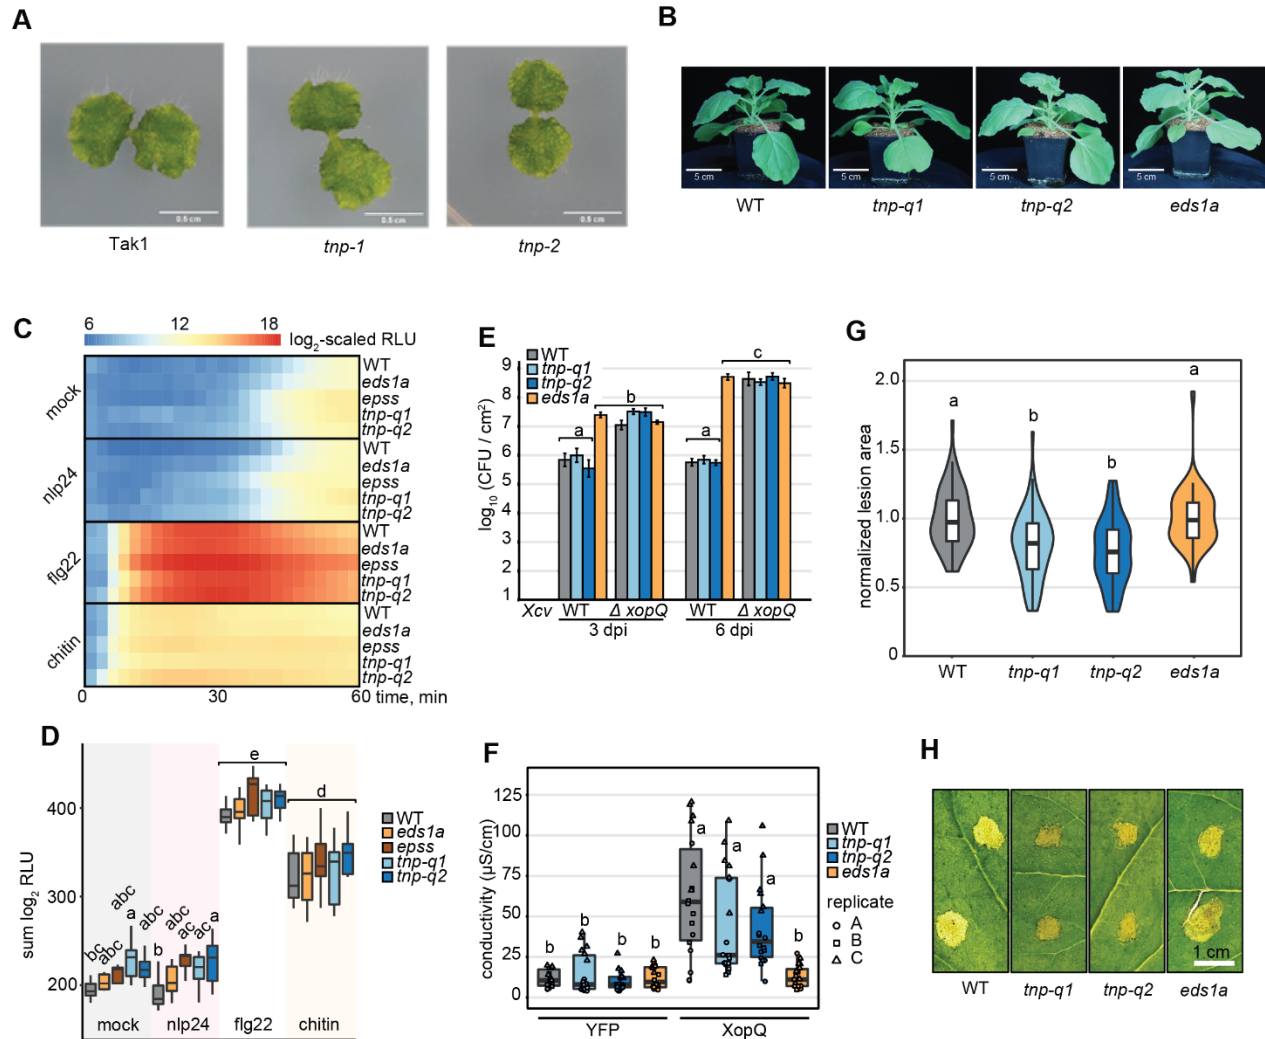 A
0.5 cm
0.5 cm
0.5 cm
Tak1
tnp-1
tnp-2
B
5 cm
5 cm
5 cm
5 cm
WT
tnp-q1
tnp-q2
eds1a
C
6 12 18
log2-scaled RLU
mock
WT
eds1a
epss
tnp-q1
tnp-q2
nlp24
WT
eds1a
epss
tnp-q1
tnp-q2
flg22
WT
eds1a
epss
tnp-q1
tnp-q2
chitin
WT
eds1a
epss
tnp-q1
tnp-q2
0 30 60 time, min
D
sum log2 RLU
400
300
200
bc
abc
abc
a
abc
b
abc
ac
ac
a
e
d
mock nlp24 flg22 chitin
WT
eds1a
epss
tnp-q1
tnp-q2
E
WT
tnp-q1
tnp-q2
eds1a
log10 (CFU / cm2)
9
8
7
6
5
4
3
2
1
a
b
a
c
Xcv WT Δ xopQ WT Δ xopQ
3 dpi 6 dpi
F
conductivity (µS/cm)
125
100
75
50
25
0
b
b
b
b
a
a
a
b
YFP XopQ
WT
tnp-q1
tnp-q2
eds1a
replicate
A
B
C
G
normalized lesion area
2.0
1.5
1.0
0.5
0
a
b
b
a
WT tnp-q1 tnp-q2 eds1a
H
1 cm
WT tnp-q1 tnp-q2 eds1a